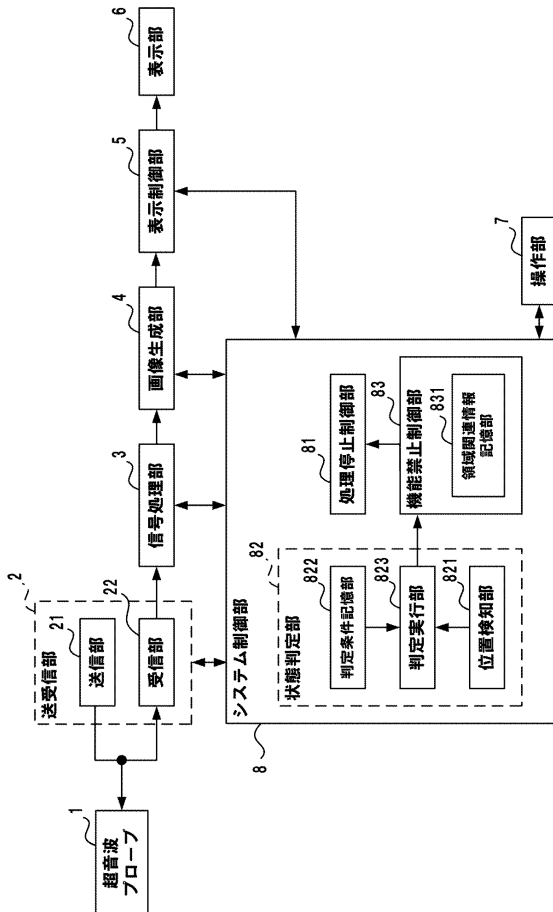 1
超音波
プローブ
2
送受信部
21
送信部
22
受信部
3
信号処理部
4
画像生成部
5
表示制御部
6
表示部
7
操作部
8
システム制御部
82
状態判定部
822
判定条件記憶部
823
判定実行部
821
位置検知部
81
処理停止制御部
83
機能禁止制御部
831
領域関連情報
記憶部